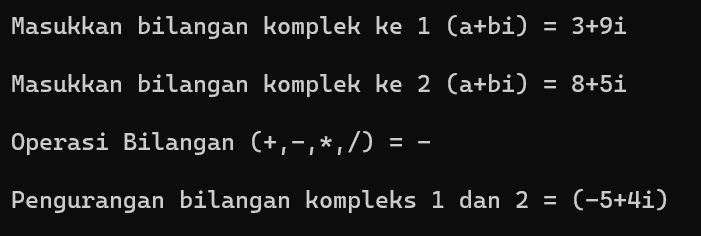 Masukkan bilangan komplek ke 1 (a+bi) = 3+9i
Masukkan bilangan komplek ke 2 (a+bi) = 8+5i
Operasi Bilangan (+,-,*,/) = -
Pengurangan bilangan kompleks 1 dan 2 = (-5+4i)